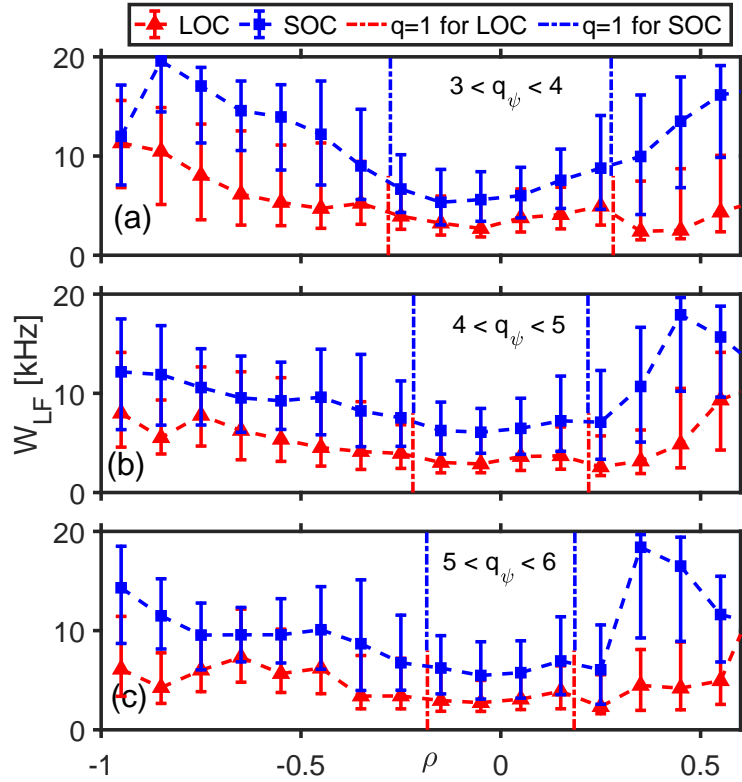 LOC SOC q=1 for LOC q=1 for SOC
20
3 < qψ < 4
10
(a)
0
20
4 < qψ < 5
10
(b)
0
W_LF [kHz]
20
5 < qψ < 6
10
(c)
0
-1 -0.5 0 0.5
ρ